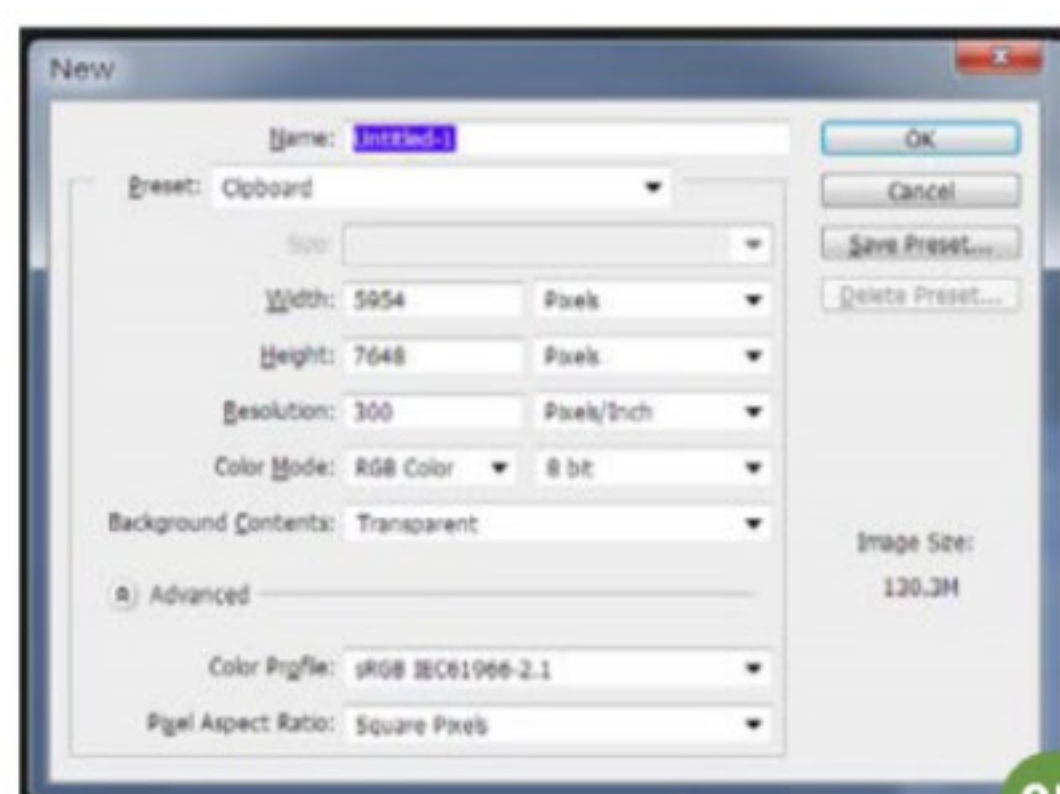 New
Name: Untitled-1
OK
Preset: Clipboard
Cancel
Size:
Save Preset...
Width: 5954 Pixels
Delete Preset...
Height: 7648 Pixels
Resolution: 300 Pixels/Inch
Color Mode: RGB Color 8 bit
Background Contents: Transparent
Image Size:
130.3M
Advanced
Color Profile: sRGB IEC61966-2.1
Pixel Aspect Ratio: Square Pixels